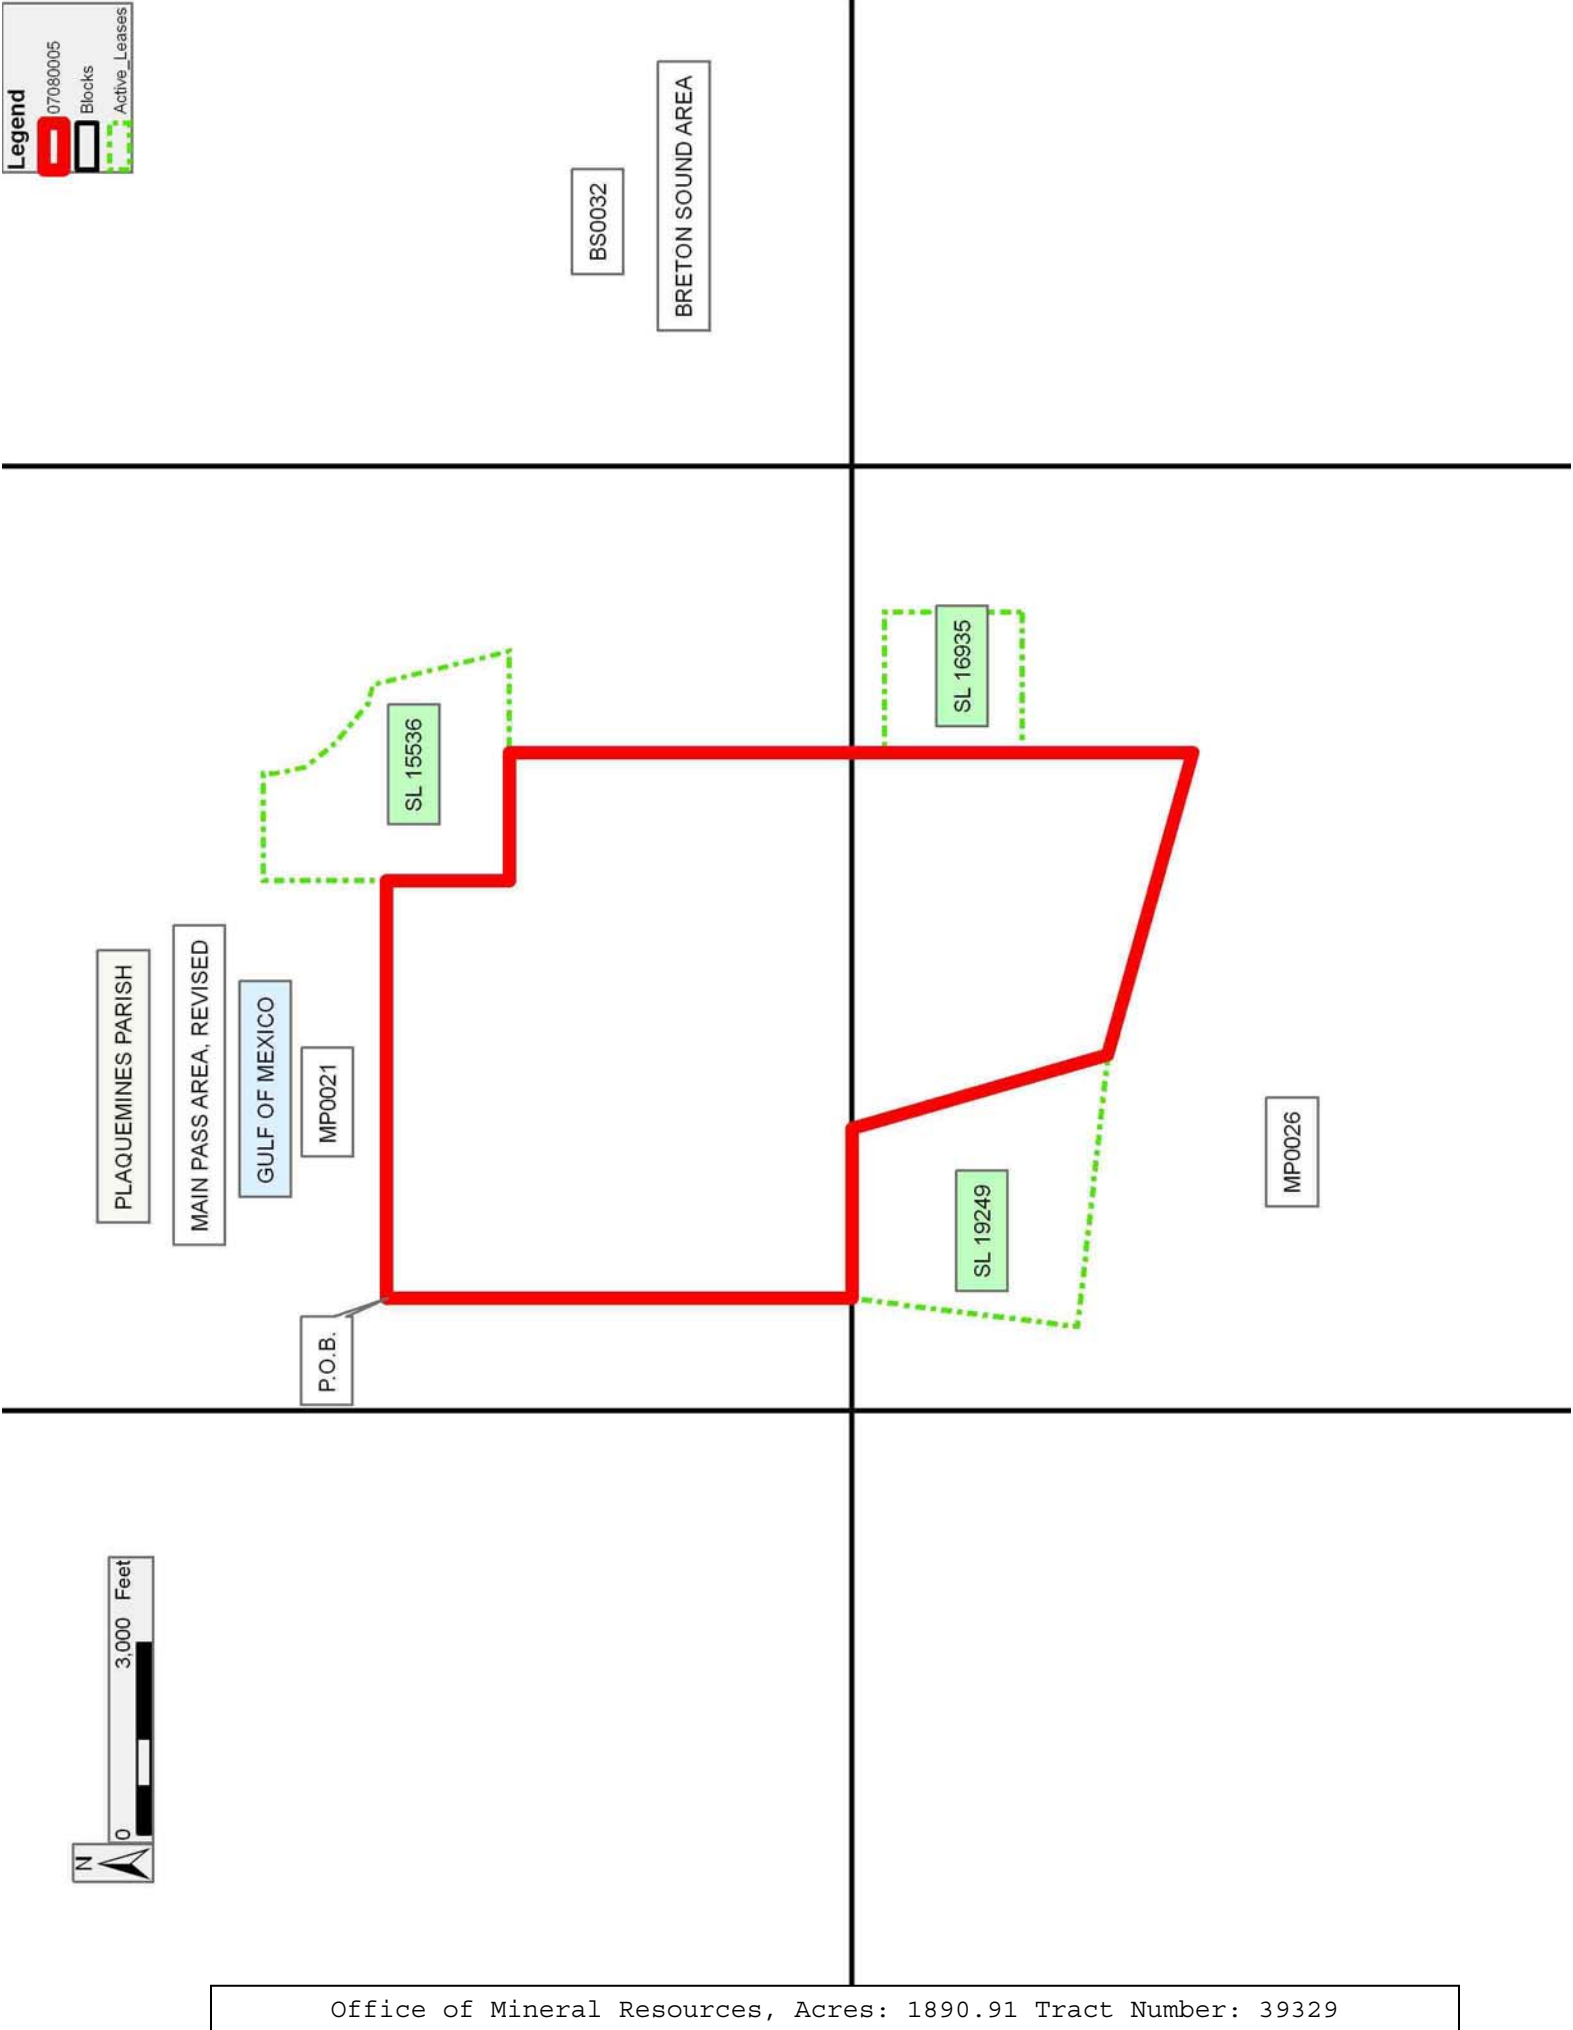 N
0 3,000 Feet
Legend
07080005
Blocks
Active_Leases
PLAQUEMINES PARISH
MAIN PASS AREA, REVISED
GULF OF MEXICO
MP0021
P.O.B.
SL 15536
BS0032
BRETON SOUND AREA
SL 19249
SL 16935
MP0026
Office of Mineral Resources, Acres: 1890.91 Tract Number: 39329